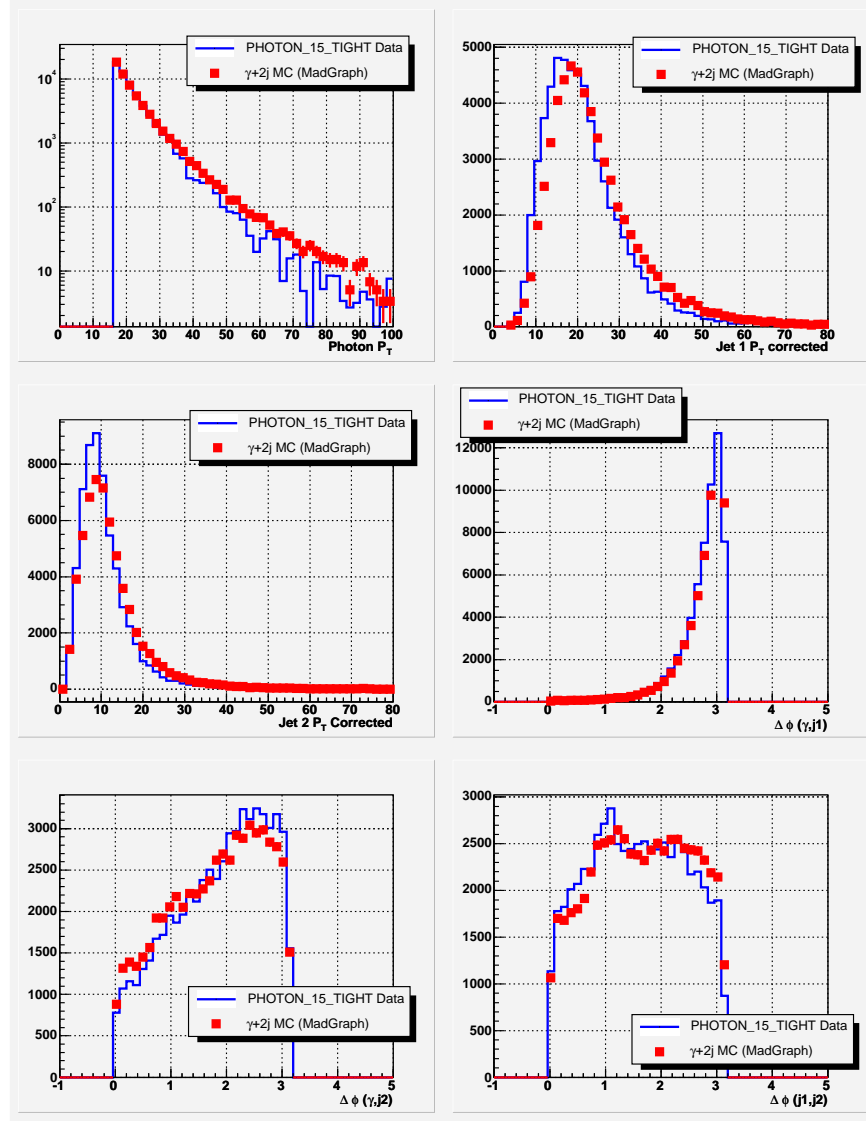 PHOTON_15_TIGHT Data
γ+2j MC (MadGraph)
10⁴
10³
10²
10
0 10 20 30 40 50 60 70 80 90 100
Photon P_T
PHOTON_15_TIGHT Data
γ+2j MC (MadGraph)
5000
4000
3000
2000
1000
0
0 10 20 30 40 50 60 70 80
Jet 1 P_T corrected
PHOTON_15_TIGHT Data
γ+2j MC (MadGraph)
8000
6000
4000
2000
0
0 10 20 30 40 50 60 70 80
Jet 2 P_T Corrected
PHOTON_15_TIGHT Data
γ+2j MC (MadGraph)
12000
10000
8000
6000
4000
2000
0
-1 0 1 2 3 4 5
Δ ϕ (γ,j1)
3000
2500
2000
1500
1000
500
0
PHOTON_15_TIGHT Data
γ+2j MC (MadGraph)
-1 0 1 2 3 4 5
Δ ϕ (γ,j2)
3000
2500
2000
1500
1000
500
0
PHOTON_15_TIGHT Data
γ+2j MC (MadGraph)
-1 0 1 2 3 4 5
Δ ϕ (j1,j2)